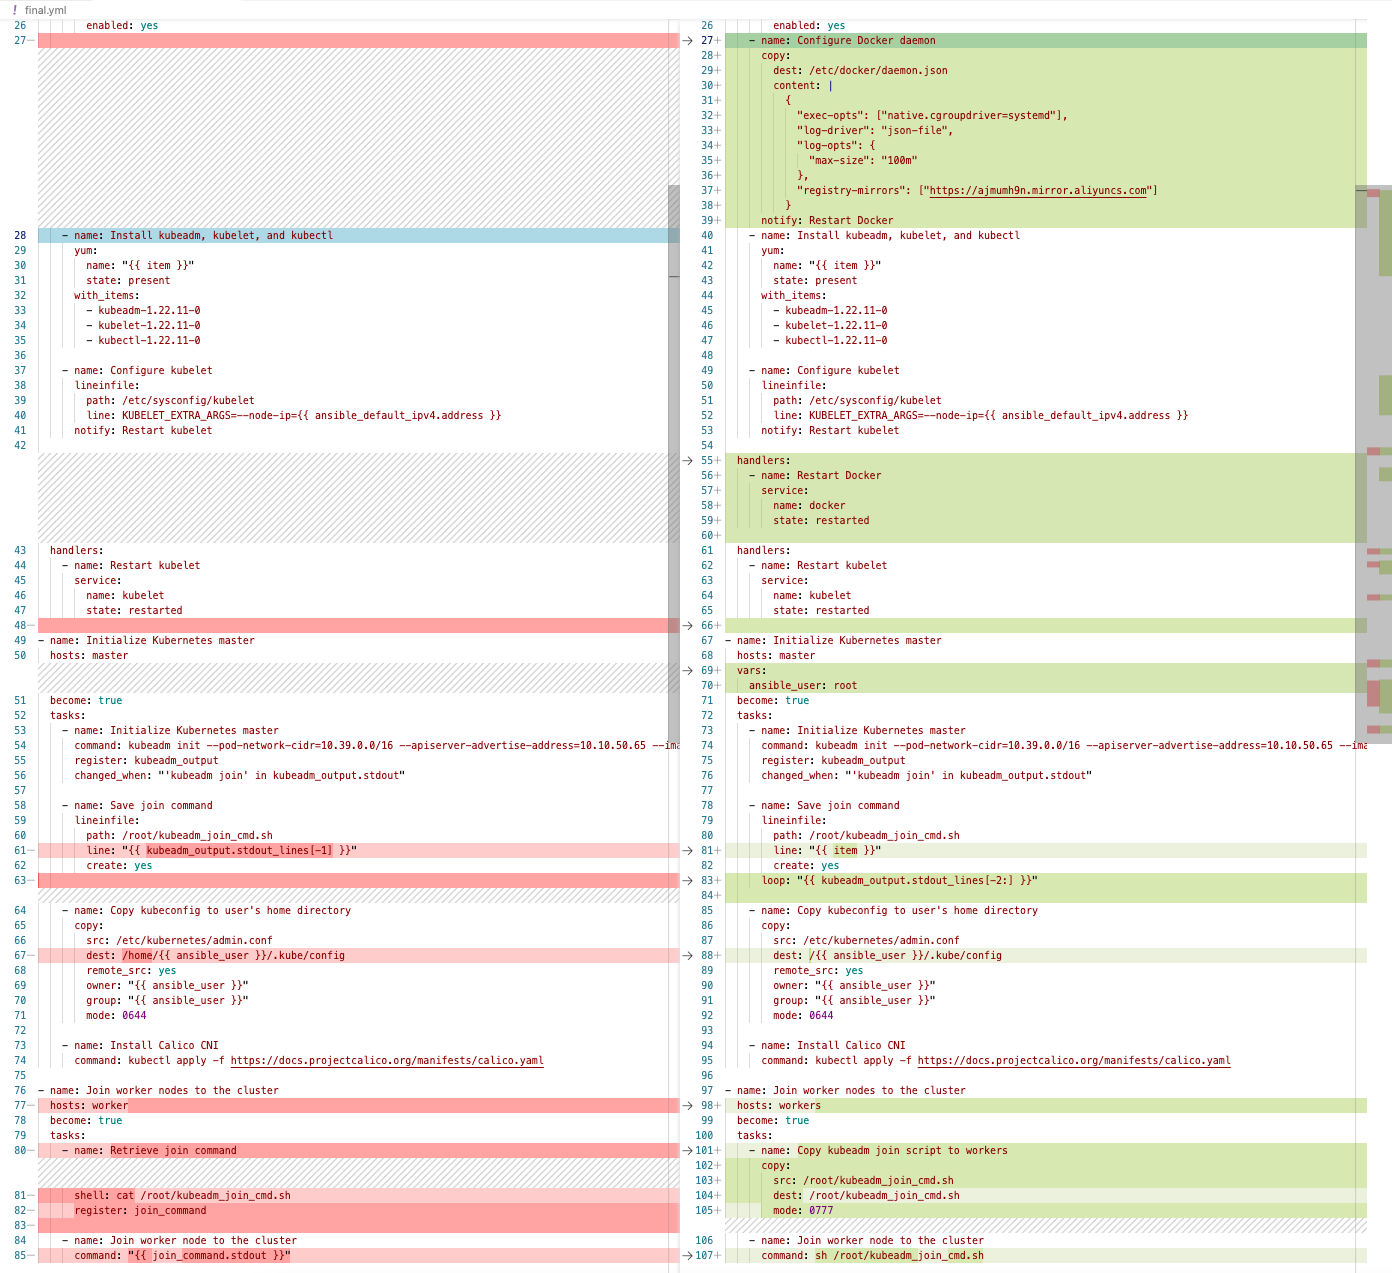 ! final.yml
26 enabled: yes
27-
28 - name: Install kubeadm, kubelet, and kubectl
29 yum:
30 name: "{{ item }}"
31 state: present
32 with_items:
33 - kubeadm-1.22.11-0
34 - kubelet-1.22.11-0
35 - kubectl-1.22.11-0
36
37 - name: Configure kubelet
38 lineinfile:
39 path: /etc/sysconfig/kubelet
40 line: KUBELET_EXTRA_ARGS=--node-ip={{ ansible_default_ipv4.address }}
41 notify: Restart kubelet
42
43 handlers:
44 - name: Restart kubelet
45 service:
46 name: kubelet
47 state: restarted
48-
49 - name: Initialize Kubernetes master
50 hosts: master
51 become: true
52 tasks:
53 - name: Initialize Kubernetes master
54 command: kubeadm init --pod-network-cidr=10.39.0.0/16 --apiserver-advertise-address=10.10.50.65 --ima
55 register: kubeadm_output
56 changed_when: "'kubeadm join' in kubeadm_output.stdout"
57
58 - name: Save join command
59 lineinfile:
60 path: /root/kubeadm_join_cmd.sh
61- line: "{{ kubeadm_output.stdout_lines[-1] }}"
62 create: yes
63-
64 - name: Copy kubeconfig to user's home directory
65 copy:
66 src: /etc/kubernetes/admin.conf
67- dest: /home/{{ ansible_user }}/.kube/config
68 remote_src: yes
69 owner: "{{ ansible_user }}"
70 group: "{{ ansible_user }}"
71 mode: 0644
72
73 - name: Install Calico CNI
74 command: kubectl apply -f https://docs.projectcalico.org/manifests/calico.yaml
75
76 - name: Join worker nodes to the cluster
77- hosts: worker
78 become: true
79 tasks:
80- - name: Retrieve join command
81- shell: cat /root/kubeadm_join_cmd.sh
82- register: join_command
83-
84 - name: Join worker node to the cluster
85- command: "{{ join_command.stdout }}"
26 enabled: yes
→ 27+ - name: Configure Docker daemon
28+ copy:
29+ dest: /etc/docker/daemon.json
30+ content: |
31+ {
32+ "exec-opts": ["native.cgroupdriver=systemd"],
33+ "log-driver": "json-file",
34+ "log-opts": {
35+ "max-size": "100m"
36+ },
37+ "registry-mirrors": ["https://ajmumh9n.mirror.aliyuncs.com"]
38+ }
39+ notify: Restart Docker
40 - name: Install kubeadm, kubelet, and kubectl
41 yum:
42 name: "{{ item }}"
43 state: present
44 with_items:
45 - kubeadm-1.22.11-0
46 - kubelet-1.22.11-0
47 - kubectl-1.22.11-0
48
49 - name: Configure kubelet
50 lineinfile:
51 path: /etc/sysconfig/kubelet
52 line: KUBELET_EXTRA_ARGS=--node-ip={{ ansible_default_ipv4.address }}
53 notify: Restart kubelet
54
→ 55+ handlers:
56+ - name: Restart Docker
57+ service:
58+ name: docker
59+ state: restarted
60+
61 handlers:
62 - name: Restart kubelet
63 service:
64 name: kubelet
65 state: restarted
→ 66+
67 - name: Initialize Kubernetes master
68 hosts: master
→ 69+ vars:
70+ ansible_user: root
71 become: true
72 tasks:
73 - name: Initialize Kubernetes master
74 command: kubeadm init --pod-network-cidr=10.39.0.0/16 --apiserver-advertise-address=10.10.50.65 --ima
75 register: kubeadm_output
76 changed_when: "'kubeadm join' in kubeadm_output.stdout"
77
78 - name: Save join command
79 lineinfile:
80 path: /root/kubeadm_join_cmd.sh
→ 81+ line: "{{ item }}"
82 create: yes
→ 83+ loop: "{{ kubeadm_output.stdout_lines[-2:] }}"
84+
85 - name: Copy kubeconfig to user's home directory
86 copy:
87 src: /etc/kubernetes/admin.conf
→ 88+ dest: /{{ ansible_user }}/.kube/config
89 remote_src: yes
90 owner: "{{ ansible_user }}"
91 group: "{{ ansible_user }}"
92 mode: 0644
93
94 - name: Install Calico CNI
95 command: kubectl apply -f https://docs.projectcalico.org/manifests/calico.yaml
96
97 - name: Join worker nodes to the cluster
→ 98+ hosts: workers
99 become: true
100 tasks:
→ 101+ - name: Copy kubeadm join script to workers
102+ copy:
103+ src: /root/kubeadm_join_cmd.sh
104+ dest: /root/kubeadm_join_cmd.sh
105+ mode: 0777
106 - name: Join worker node to the cluster
→ 107+ command: sh /root/kubeadm_join_cmd.sh